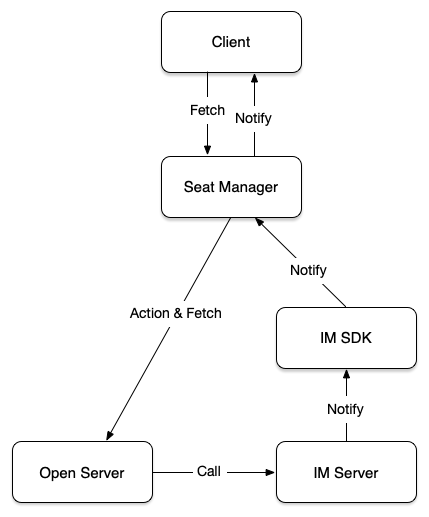 Client
Fetch
Notify
Seat Manager
Notify
Action & Fetch
IM SDK
Notify
Open Server
Call
IM Server